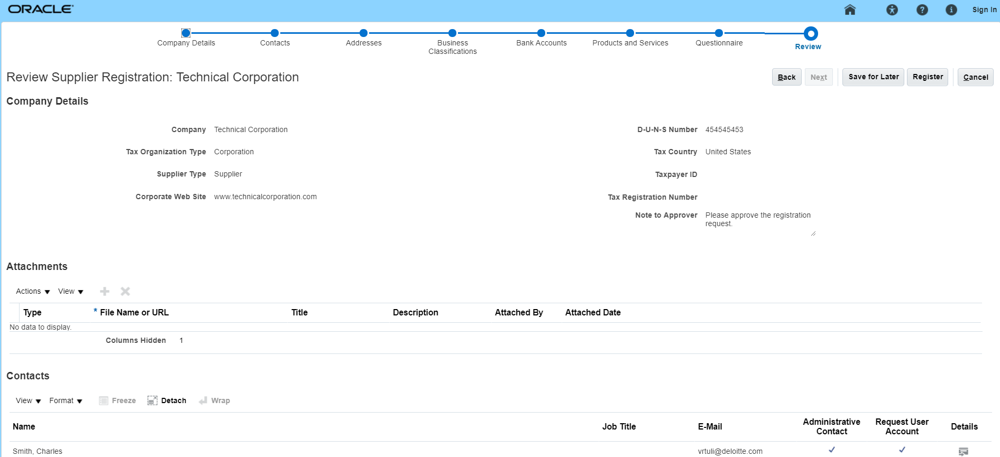 ORACLE
Sign In
Company Details
Contacts
Addresses
Business
Classifications
Bank Accounts
Products and Services
Questionnaire
Review
Review Supplier Registration: Technical Corporation
Back
Next
Save for Later
Register
Cancel
Company Details
Company Technical Corporation
D-U-N-S Number 454545453
Tax Organization Type Corporation
Tax Country United States
Supplier Type Supplier
Taxpayer ID
Corporate Web Site www.technicalcorporation.com
Tax Registration Number
Note to Approver Please approve the registration
request.
Attachments
Actions View
Type * File Name or URL Title Description Attached By Attached Date
No data to display.
Columns Hidden 1
Contacts
View Format Freeze Detach Wrap
Name Job Title E-Mail Administrative Contact Request User Account Details
Smith, Charles vrtuli@deloitte.com